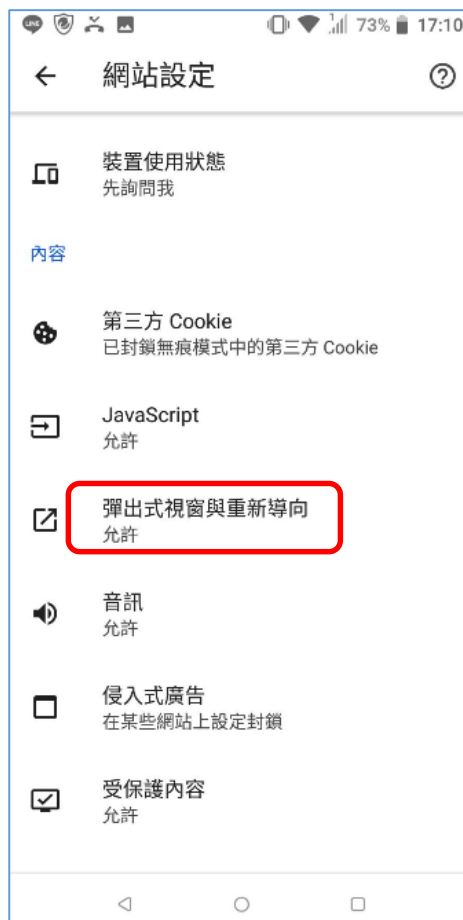 LINE
73% 17:10
網站設定
裝置使用狀態
先詢問我
內容
第三方 Cookie
已封鎖無痕模式中的第三方 Cookie
JavaScript
允許
彈出式視窗與重新導向
允許
音訊
允許
侵入式廣告
在某些網站上設定封鎖
受保護內容
允許